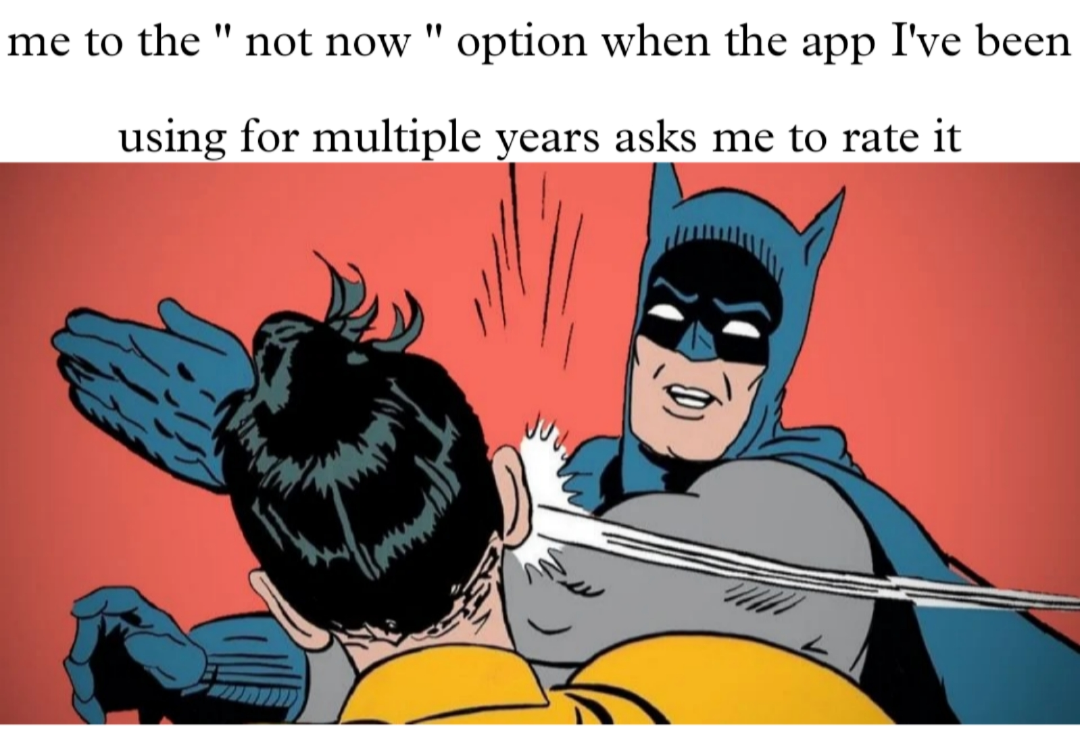 me to the " not now " option when the app I've been
using for multiple years asks me to rate it